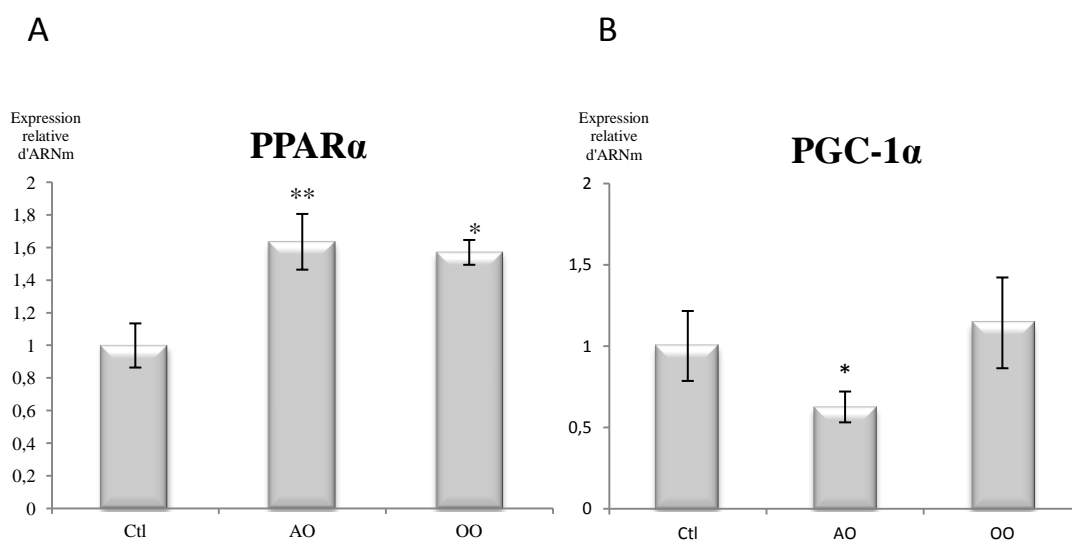 A
Expression
relative
d'ARNm
PPARα
2
1,8
1,6
1,4
1,2
1
0,8
0,6
0,4
0,2
0
**
*
Ctl
AO
OO
B
Expression
relative
d'ARNm
PGC-1α
2
1,5
1
0,5
0
*
Ctl
AO
OO